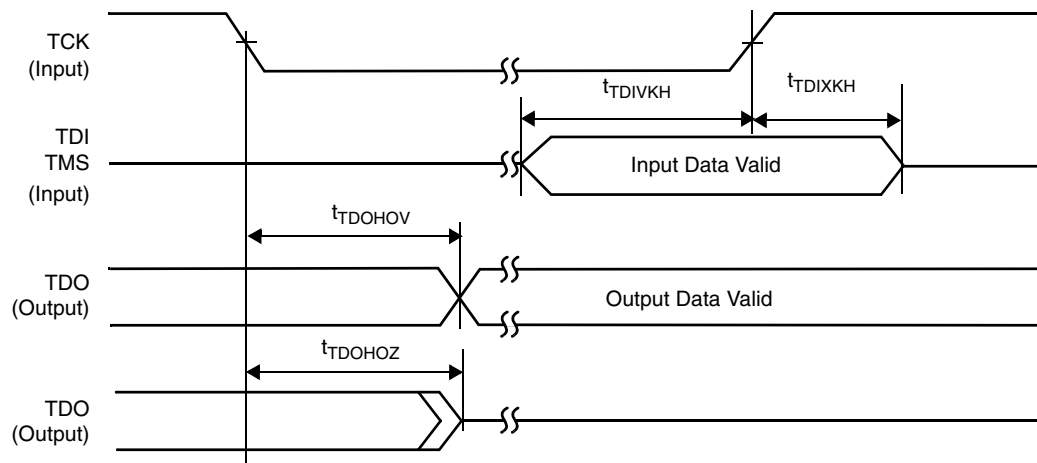 TCK
(Input)
tTDIVKH
tTDIXKH
TDI
TMS
(Input)
Input Data Valid
tTDOHOV
TDO
(Output)
Output Data Valid
tTDOHOZ
TDO
(Output)